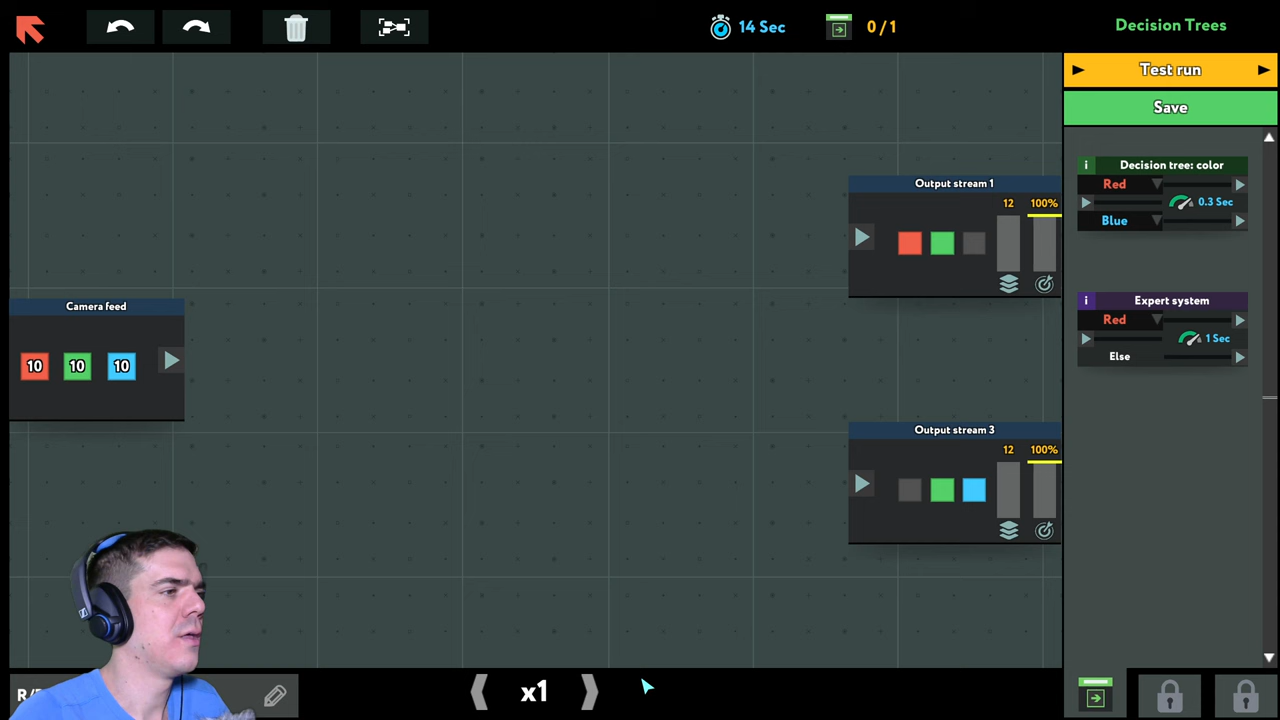 14 Sec
0/1
Decision Trees
Test run
Save
Decision tree: color
Red
0.3 Sec
Blue
Expert system
Red
1 Sec
Else
Output stream 1
12
100%
Camera feed
10
10
10
Output stream 3
12
100%
x1